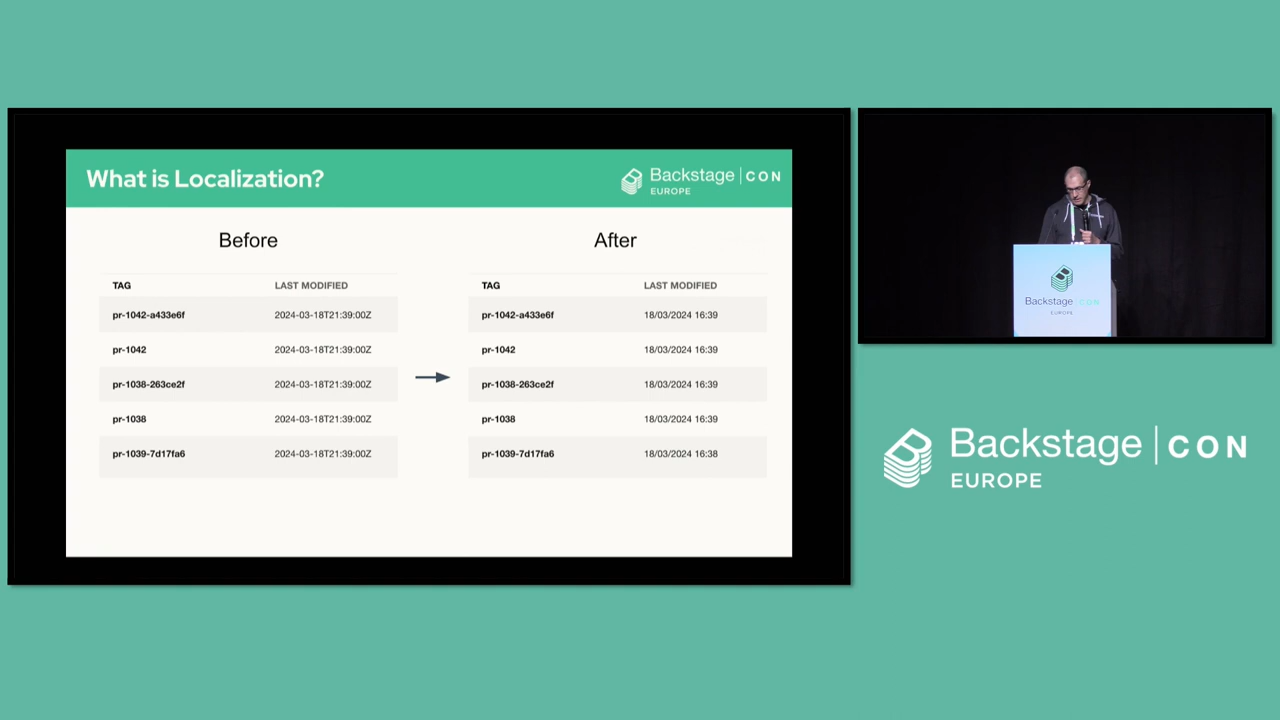 What is Localization?
Backstage CON
EUROPE
Before
After
TAG LAST MODIFIED
pr-1042-a433e6f 2024-03-18T21:39:00Z
pr-1042 2024-03-18T21:39:00Z
pr-1038-263ce2f 2024-03-18T21:39:00Z
pr-1038 2024-03-18T21:39:00Z
pr-1039-7d17fa6 2024-03-18T21:39:00Z
TAG LAST MODIFIED
pr-1042-a433e6f 18/03/2024 16:39
pr-1042 18/03/2024 16:39
pr-1038-263ce2f 18/03/2024 16:39
pr-1038 18/03/2024 16:39
pr-1039-7d17fa6 18/03/2024 16:38
Backstage CON
EUROPE
Backstage CON
EUROPE